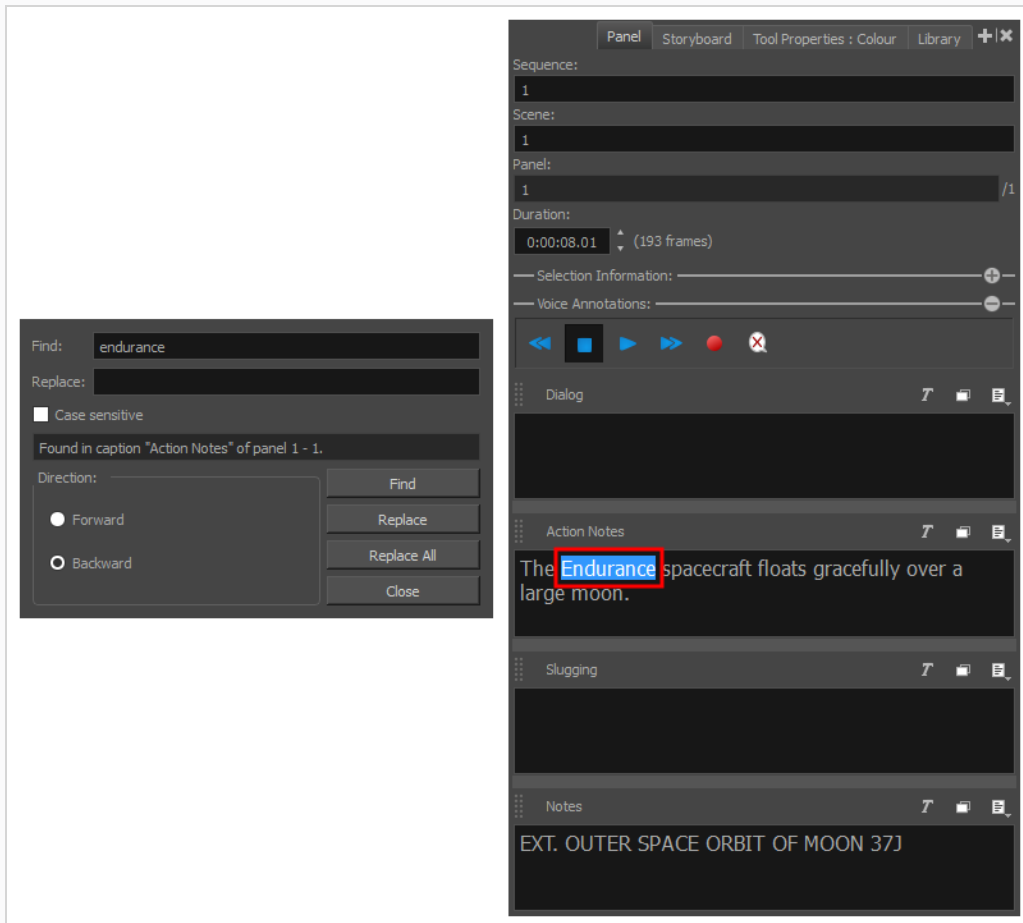 Find: endurance
Replace:
Case sensitive
Found in caption "Action Notes" of panel 1 - 1.
Direction:
Forward
Backward
Find
Replace
Replace All
Close
Panel Storyboard Tool Properties : Colour Library
Sequence:
1
Scene:
1
Panel:
1 /1
Duration:
0:00:08.01 (193 frames)
Selection Information:
Voice Annotations:
Dialog
Action Notes
The Endurance spacecraft floats gracefully over a
large moon.
Slugging
Notes
EXT. OUTER SPACE ORBIT OF MOON 37J